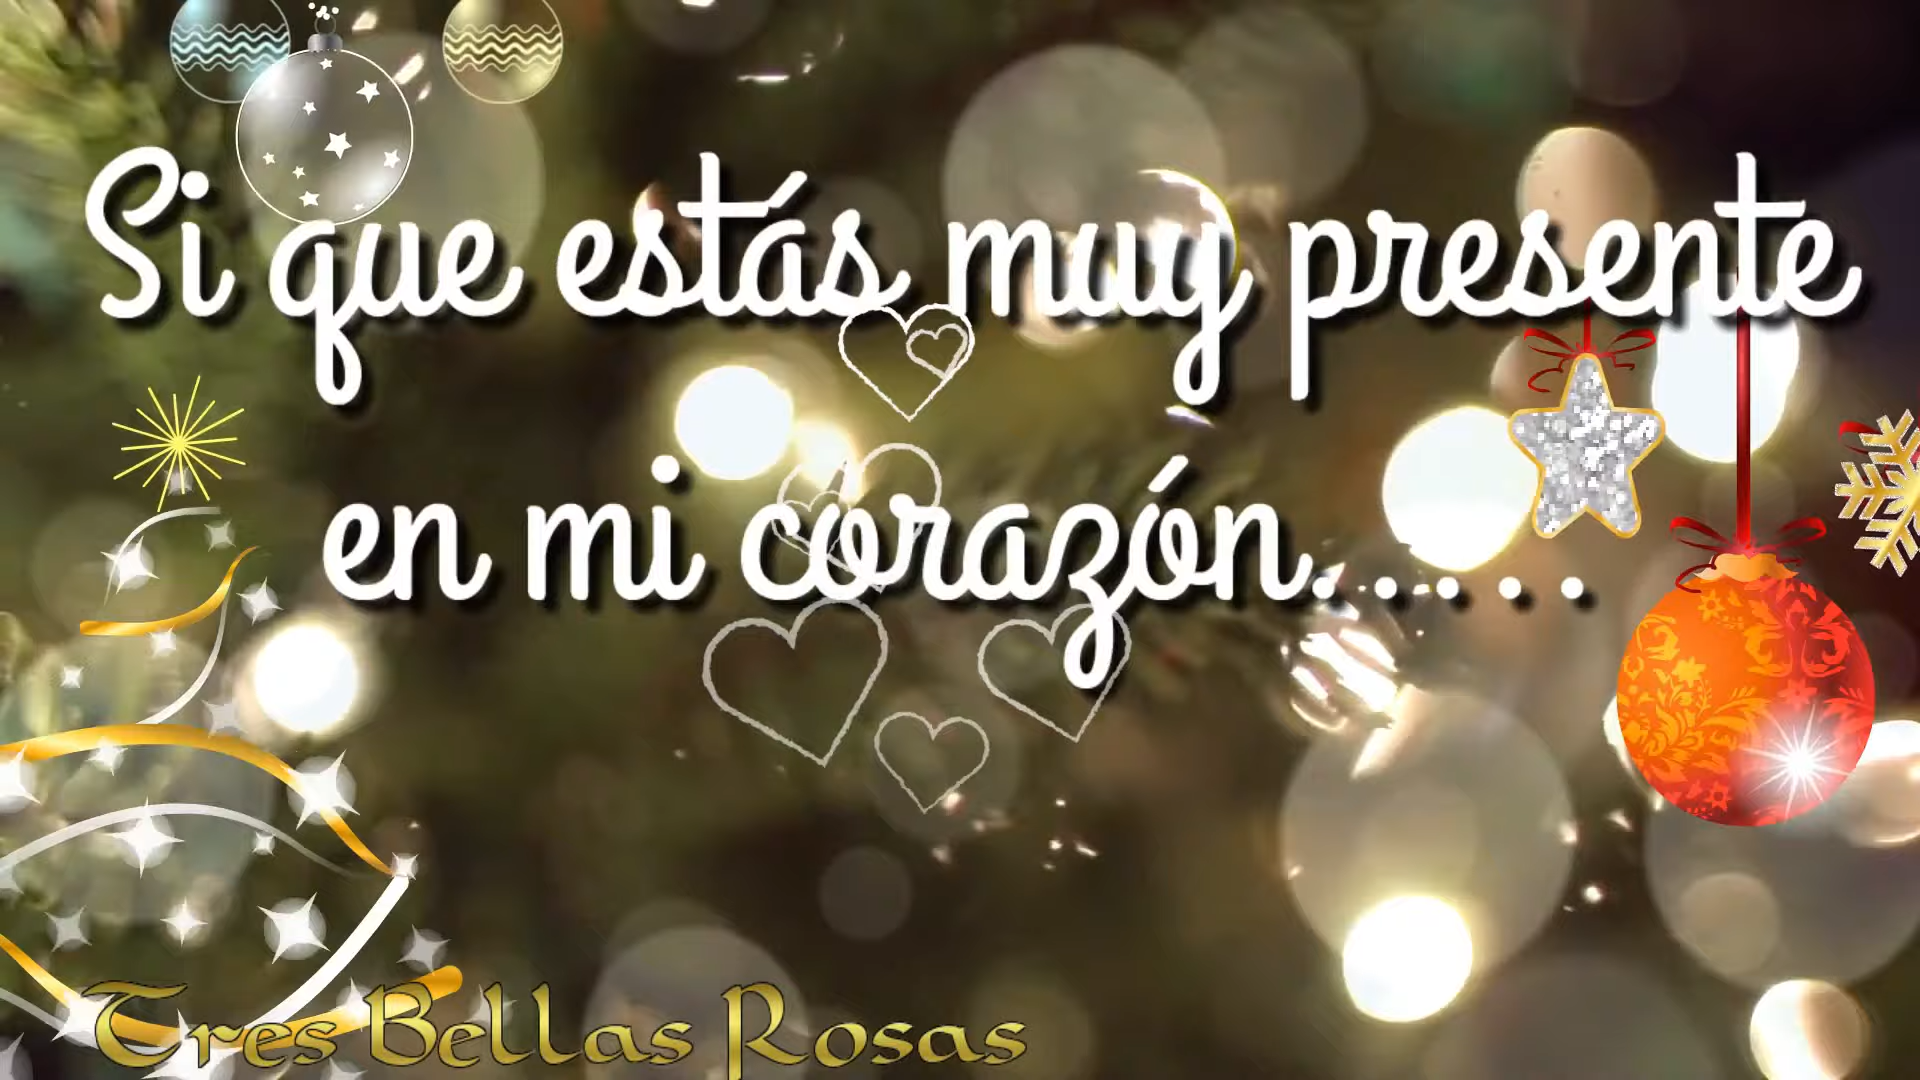 Si que estás muy presente
en mi corazón.....
Tres Bellas Rosas